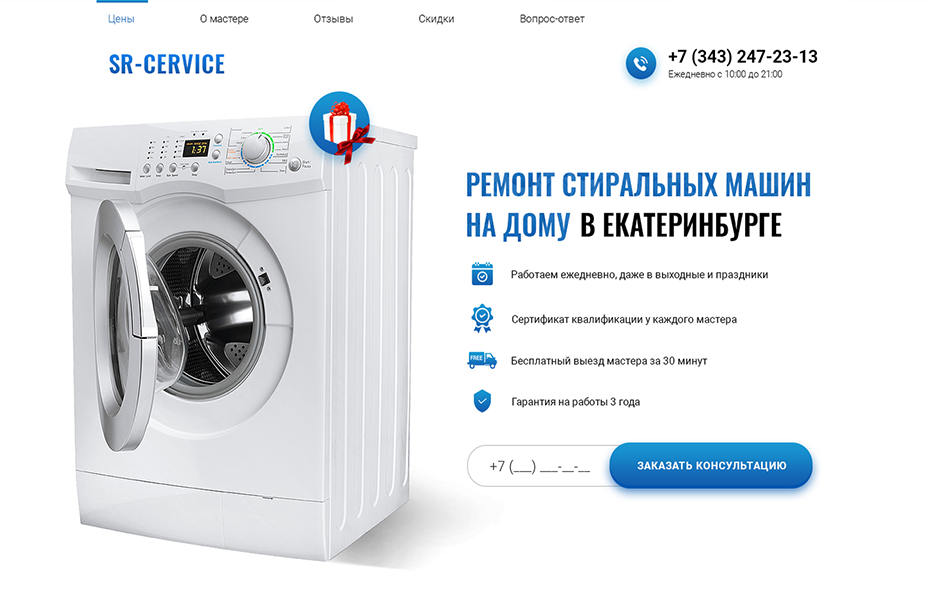 Цены О мастере Отзывы Скидки Вопрос-ответ
SR-CERVICE
+7 (343) 247-23-13
Ежедневно с 10:00 до 21:00
1:37
Start/
Pause
РЕМОНТ СТИРАЛЬНЫХ МАШИН
НА ДОМУ В ЕКАТЕРИНБУРГЕ
Работаем ежедневно, даже в выходные и праздники
Сертификат квалификации у каждого мастера
FREE
Бесплатный выезд мастера за 30 минут
Гарантия на работы 3 года
+7 (___) ___-__-__
ЗАКАЗАТЬ КОНСУЛЬТАЦИЮ